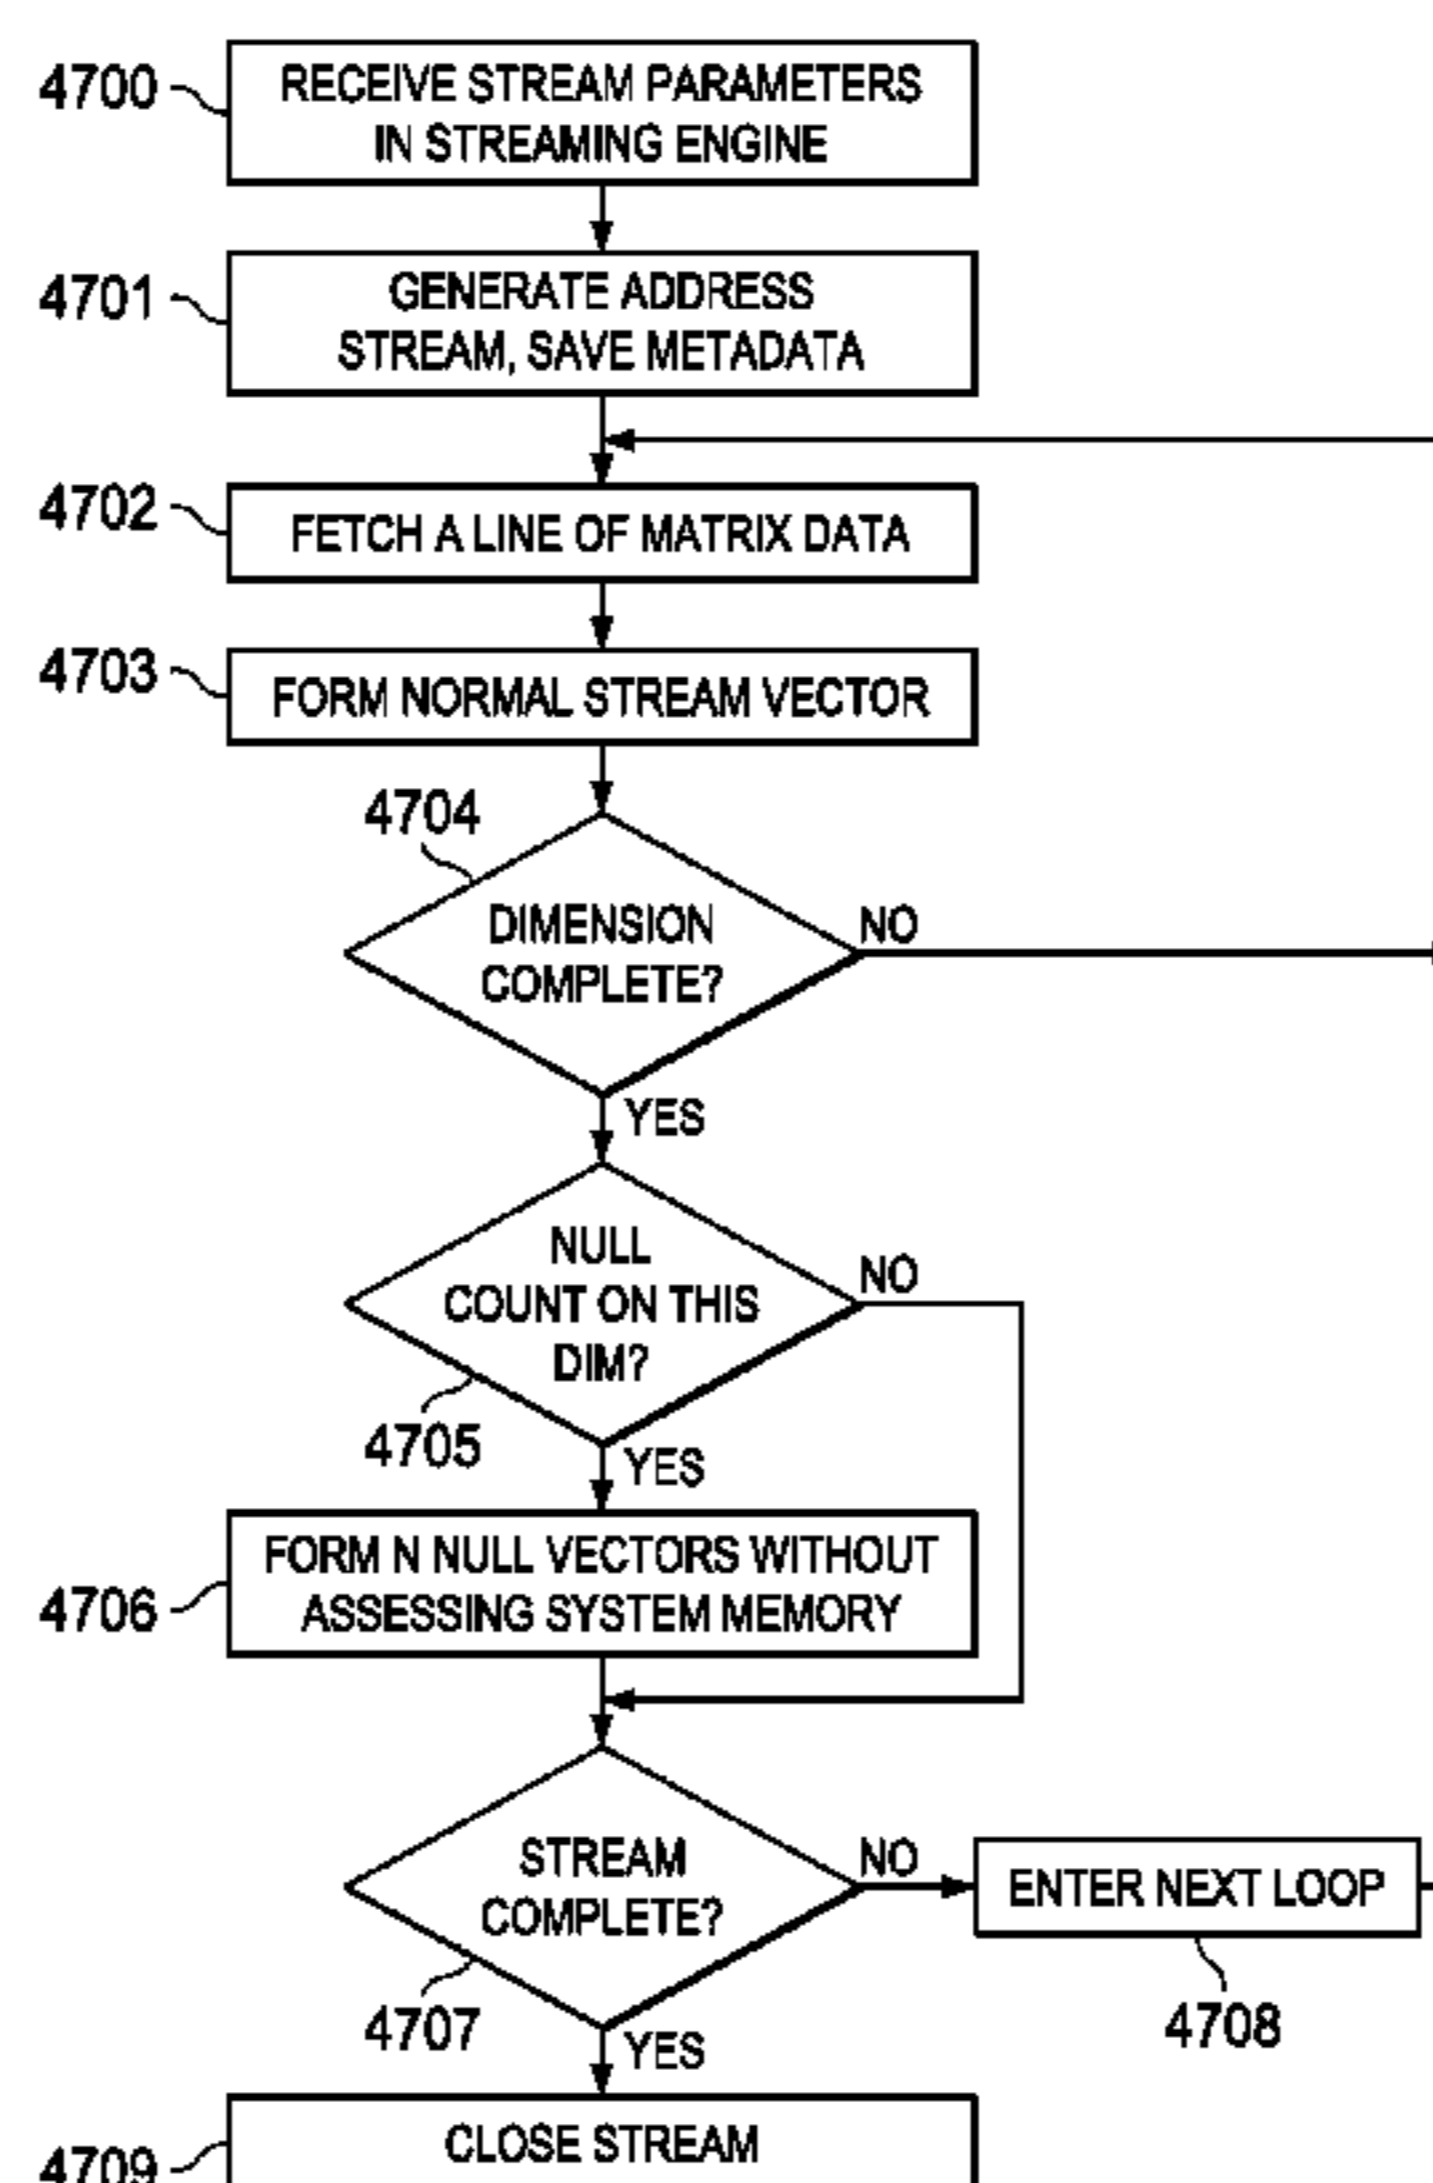 4700
RECEIVE STREAM PARAMETERS
IN STREAMING ENGINE
4701
GENERATE ADDRESS
STREAM, SAVE METADATA
4702
FETCH A LINE OF MATRIX DATA
4703
FORM NORMAL STREAM VECTOR
4704
DIMENSION
COMPLETE?
NO
YES
NULL
COUNT ON THIS
DIM?
NO
4705
YES
4706
FORM N NULL VECTORS WITHOUT
ASSESSING SYSTEM MEMORY
STREAM
COMPLETE?
NO
ENTER NEXT LOOP
4707
4708
YES
CLOSE STREAM
4709